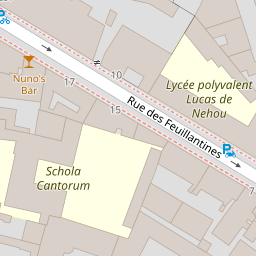 10
Nuno's
Bar
17
15
Rue des Feuillantines
Lycée polyvalent
Lucas de
Nehou
P
Schola
Cantorum